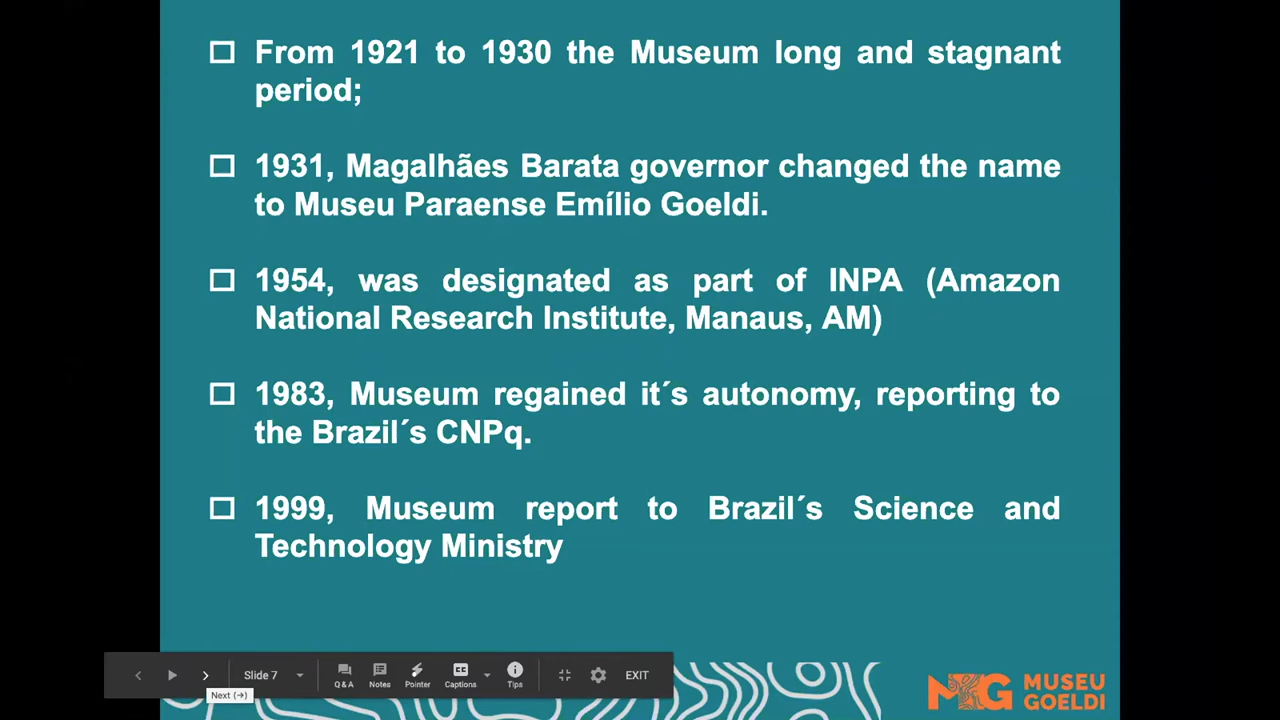 From 1921 to 1930 the Museum long and stagnant
period;
1931, Magalhães Barata governor changed the name
to Museu Paraense Emílio Goeldi.
1954, was designated as part of INPA (Amazon
National Research Institute, Manaus, AM)
1983, Museum regained it´s autonomy, reporting to
the Brazil´s CNPq.
1999, Museum report to Brazil´s Science and
Technology Ministry
Slide 7
Q&A
Notes
Pointer
Captions
Tips
EXIT
Next (→)
MG
MUSEU
GOELDI